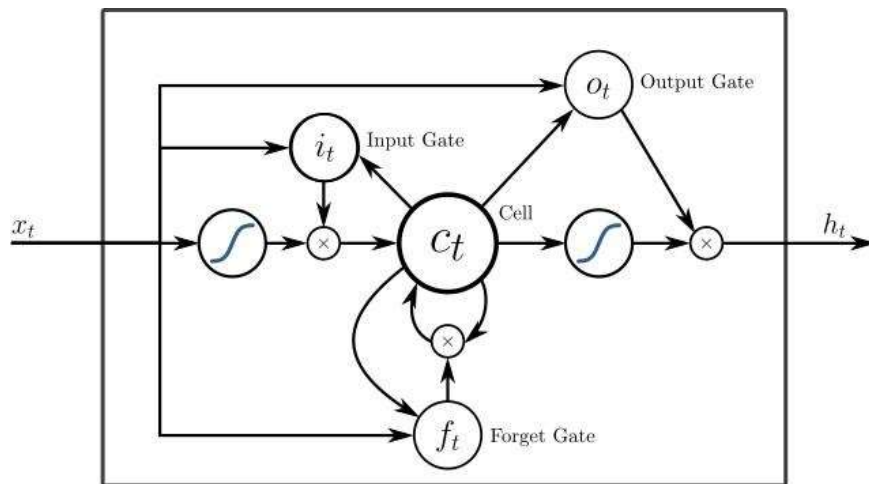 o_t Output Gate
i_t Input Gate
x_t
×
c_t
Cell
×
h_t
×
f_t Forget Gate